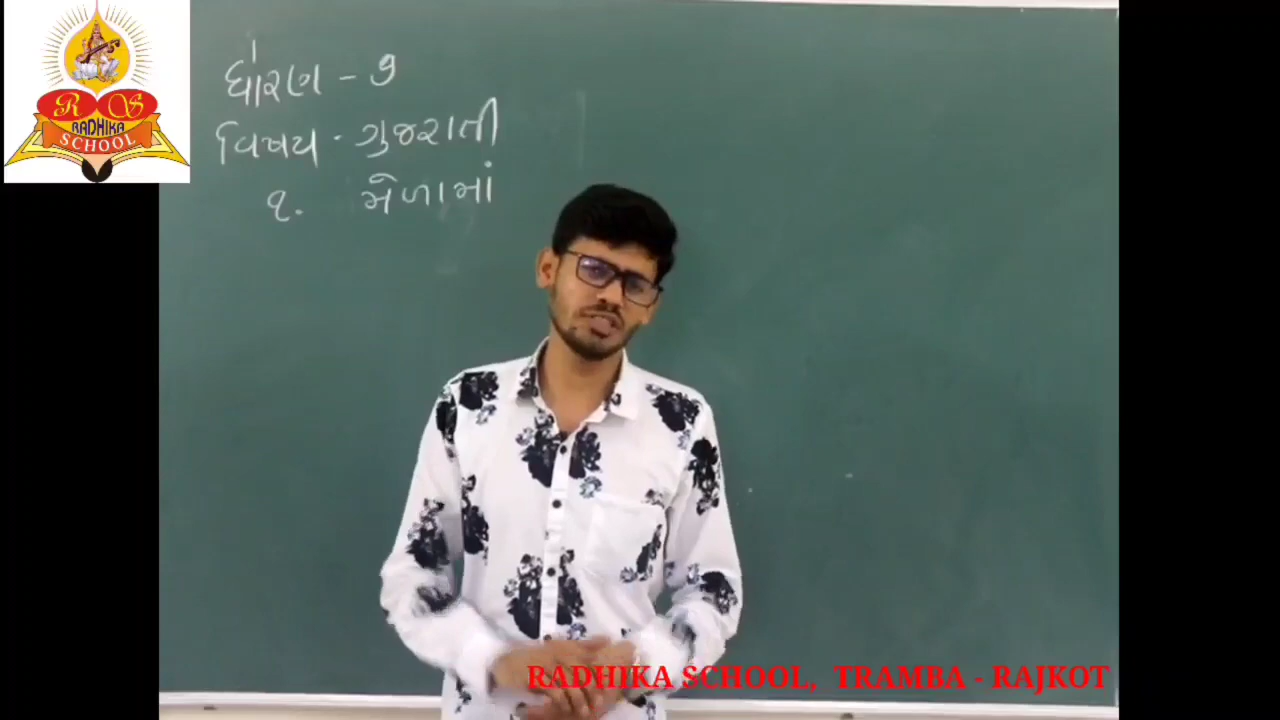 R S
RADHIKA
SCHOOL
ધોરણ - ૭
વિષય - ગુજરાતી
૧. મેળામાં
RADHIKA SCHOOL, TRAMBA - RAJKOT